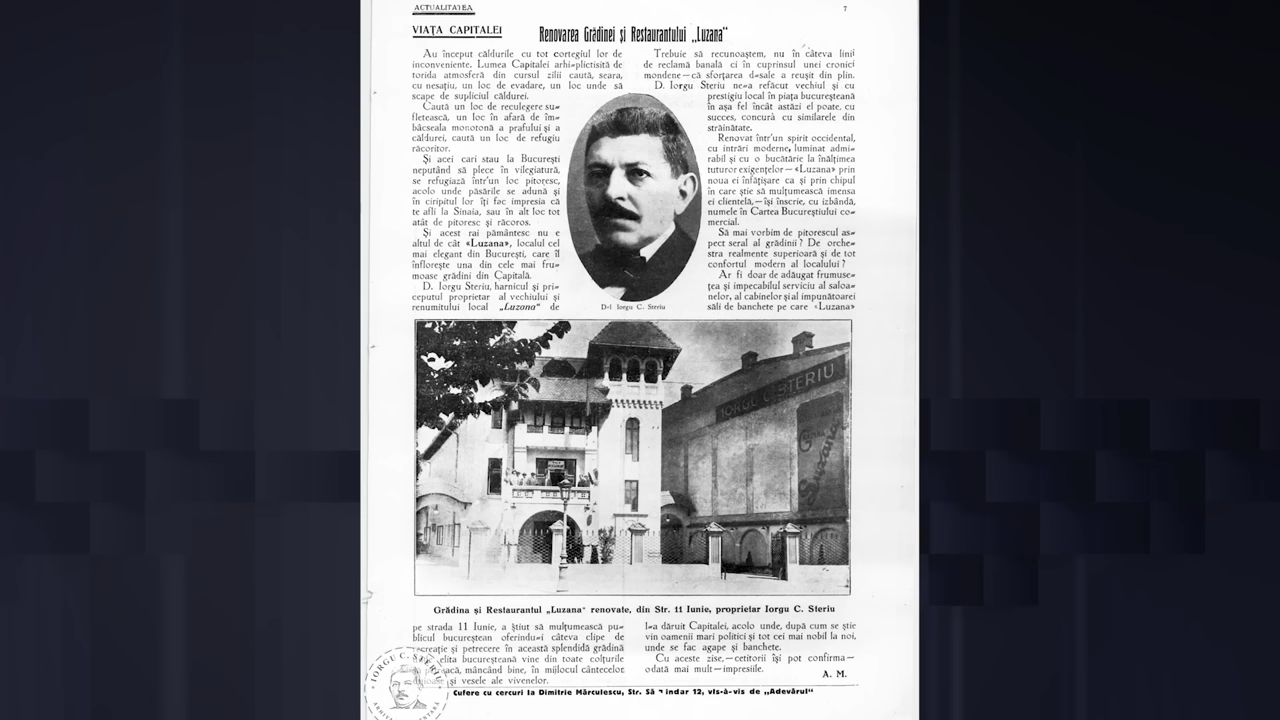 ACTUALITATEA
7
VIAȚA CAPITALEI
Renovarea Grădinei și Restaurantului „Luzana"
Au început căldurile cu tot cortegiul lor de
inconveniente. Lumea Capitalei arhi-plictisită de
torida atmosferă din cursul zilii caută, seara,
cu nesațiu, un loc de evadare, un loc unde să
scape de supliciul căldurei.
Caută un loc de reculegere su-
fletească, un loc în afară de îm-
băcseala monotonă a prafului și a
căldurei, caută un loc de refugiu
răcoritor.
Și acei cari stau la București
neputând să plece în vilegiatură,
se refugiază într'un loc pitoresc,
acolo unde păsările se adună și
în ciripitul lor îți fac impresia că
te afli la Sinaia, sau în alt loc tot
atât de pitoresc și răcoros.
Și acest rai pământesc nu e
altul de cât «Luzana», localul cel
mai elegant din București, care îl
înflorește una din cele mai fru-
moase grădini din Capitală.
D. Iorgu Steriu, harnicul și pri-
ceputul proprietar al vechiului și
renumitului local „Luzana" de
Trebuie să recunoaștem, nu în câteva linii
de reclamă banală ci în cuprinsul unei cronici
mondene—că sforțarea d-sale a reușit din plin.
D. Iorgu Steriu ne-a refăcut vechiul și cu
prestigiu local în piața bucureșteană
în așa fel încât astăzi el poate, cu
succes, concura cu similarele din
străinătate.
Renovat într'un spirit occidental,
cu intrări moderne, luminat admi-
rabil și cu o bucătărie la înălțimea
tuturor exigențelor — «Luzana» prin
noua ei înfățișare ca și prin chipul
în care știe să mulțumească imensa
ei clientelă,—își înscrie, cu izbândă,
numele în Cartea Bucureștiului co-
mercial.
Să mai vorbim de pitorescul as-
pect seral al grădinii? De orche-
stra realmente superioară și de tot
confortul modern al localului?
Ar fi doar de adăugat frumuse-
țea și impecabilul serviciu al saloa-
nelor, al cabinelor și al impunătoarei
săli de banchete pe care «Luzana»
D-l Iorgu C. Steriu
IORGU C. STERIU
Luzana
Grădina și Restaurantul „Luzana" renovate, din Str. 11 Iunie, proprietar Iorgu C. Steriu
pe strada 11 Iunie, a știut să mulțumească pu-
blicul bucureștean oferindu-i câteva clipe de
recreație și petrecere în această splendidă grădină
elita bucureșteană vine din toate colțurile
mâncând bine, în mijlocul cântecelor
și vesele ale vivenelor.
l-a dăruit Capitalei, acolo unde, după cum se știe
vin oamenii mari politici și tot cei mai nobil la noi,
unde se fac agape și banchete.
Cu aceste zise,—cetitorii își pot confirma—
odată mai mult—impresiile.
A. M.
IORGU C. STERIU
Cufere cu cercuri la Dimitrie Mărculescu, Str. Să indar 12, vis-à-vis de „Adevărul"